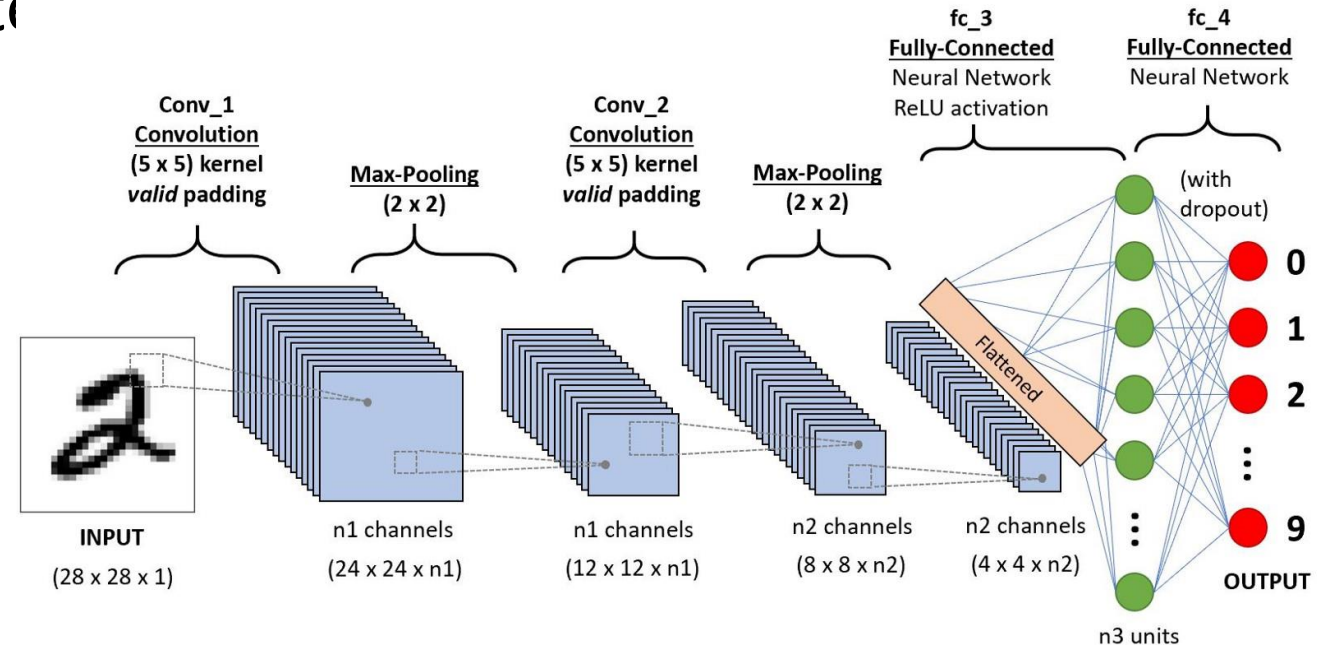 Conv_1
Convolution
(5 x 5) kernel
valid padding
Max-Pooling
(2 x 2)
Conv_2
Convolution
(5 x 5) kernel
valid padding
Max-Pooling
(2 x 2)
fc_3
Fully-Connected
Neural Network
ReLU activation
fc_4
Fully-Connected
Neural Network
(with
dropout)
Flattened
0
1
2
⋮
9
⋮
2
INPUT
(28 x 28 x 1)
n1 channels
(24 x 24 x n1)
n1 channels
(12 x 12 x n1)
n2 channels
(8 x 8 x n2)
n2 channels
(4 x 4 x n2)
OUTPUT
n3 units